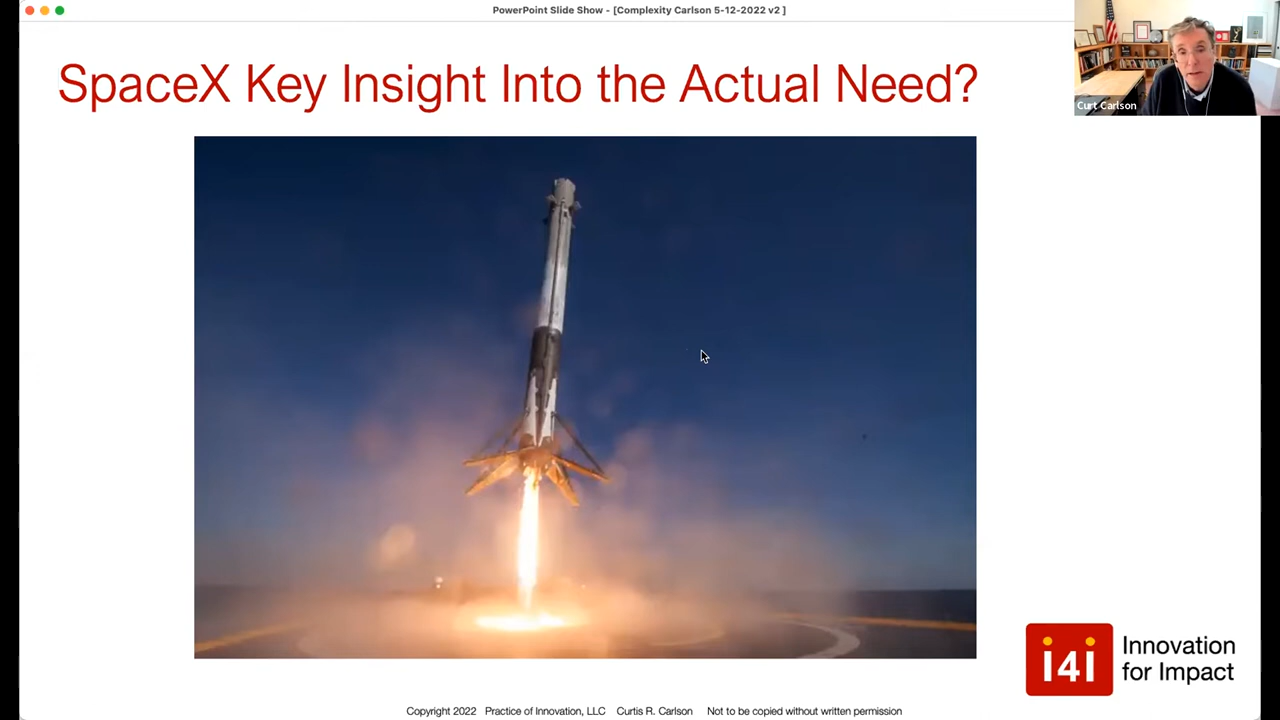 PowerPoint Slide Show - [Complexity Carlson 5-12-2022 v2 ]
SpaceX Key Insight Into the Actual Need?
Curt Carlson
i4i
Innovation
for Impact
Copyright 2022 Practice of Innovation, LLC Curtis R. Carlson Not to be copied without written permission